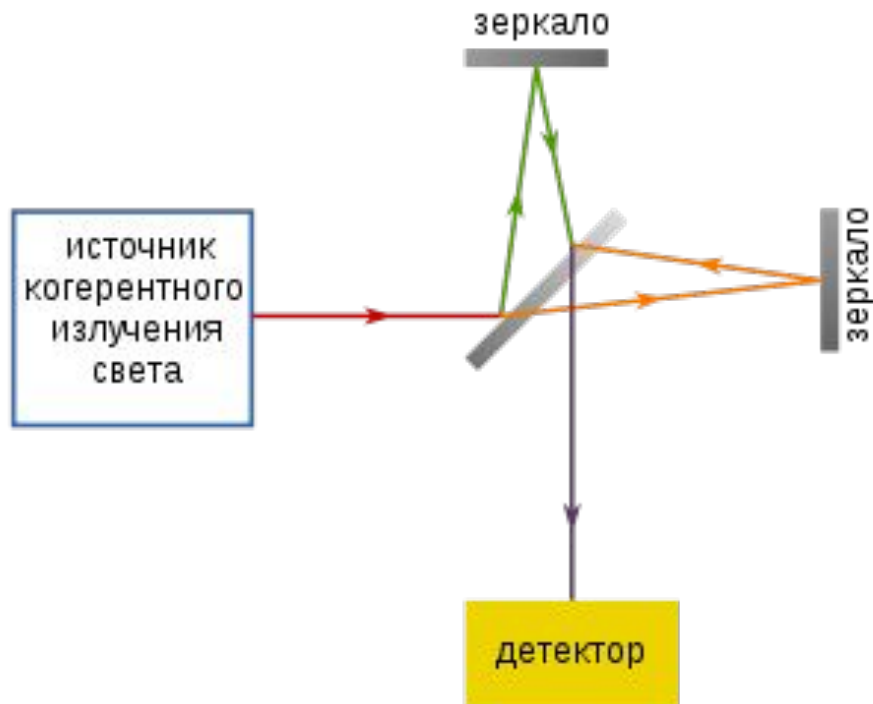 зеркало
источник
когерентного
излучения
света
зеркало
детектор